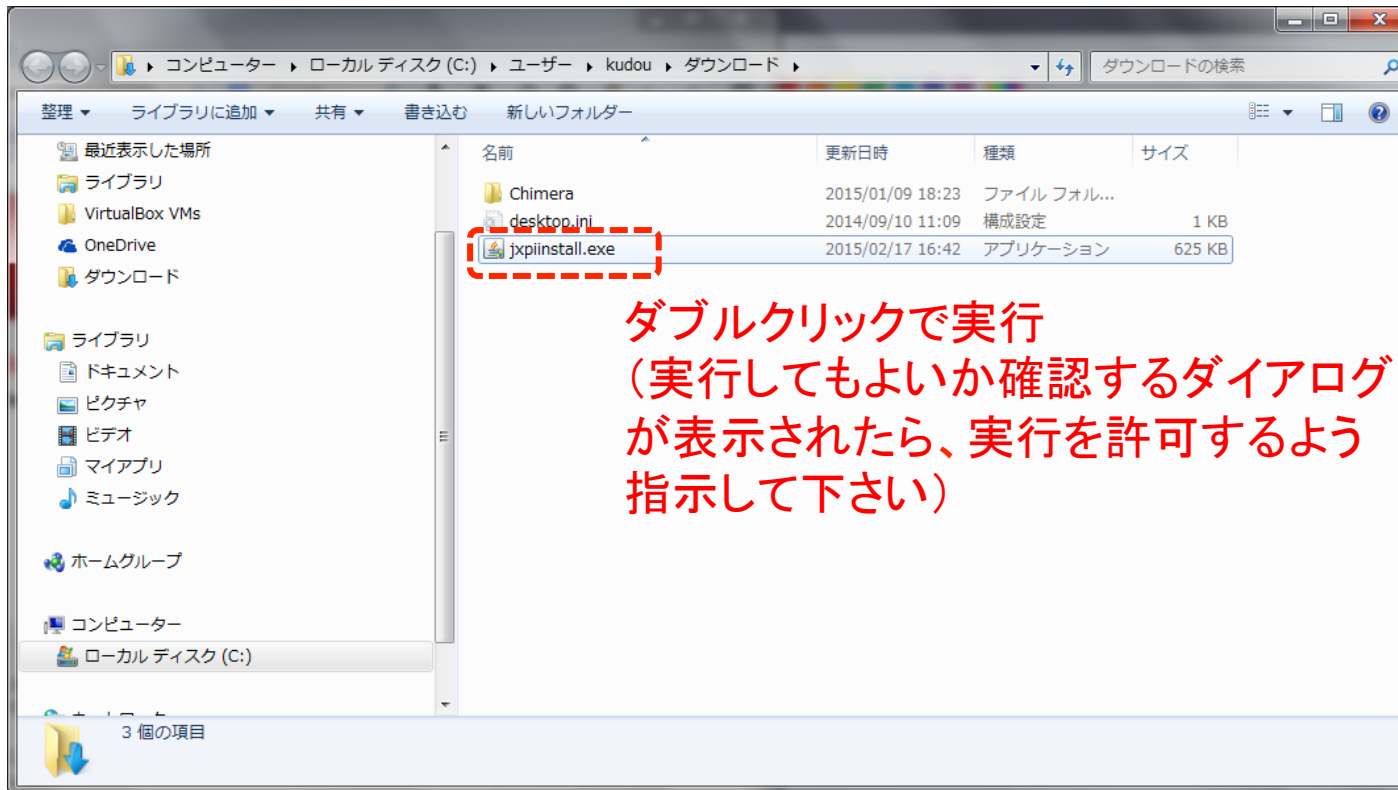 コンピューター ▸ ローカル ディスク (C:) ▸ ユーザー ▸ kudou ▸ ダウンロード ▸
ダウンロードの検索
整理 ライブラリに追加 共有 書き込む 新しいフォルダー
最近表示した場所
ライブラリ
VirtualBox VMs
OneDrive
ダウンロード
ライブラリ
ドキュメント
ピクチャ
ビデオ
マイアプリ
ミュージック
ホームグループ
コンピューター
ローカル ディスク (C:)
名前 更新日時 種類 サイズ
Chimera 2015/01/09 18:23 ファイル フォル...
desktop.ini 2014/09/10 11:09 構成設定 1 KB
jxpiinstall.exe 2015/02/17 16:42 アプリケーション 625 KB
ダブルクリックで実行
（実行してもよいか確認するダイアログ
が表示されたら、実行を許可するよう
指示して下さい）
3 個の項目